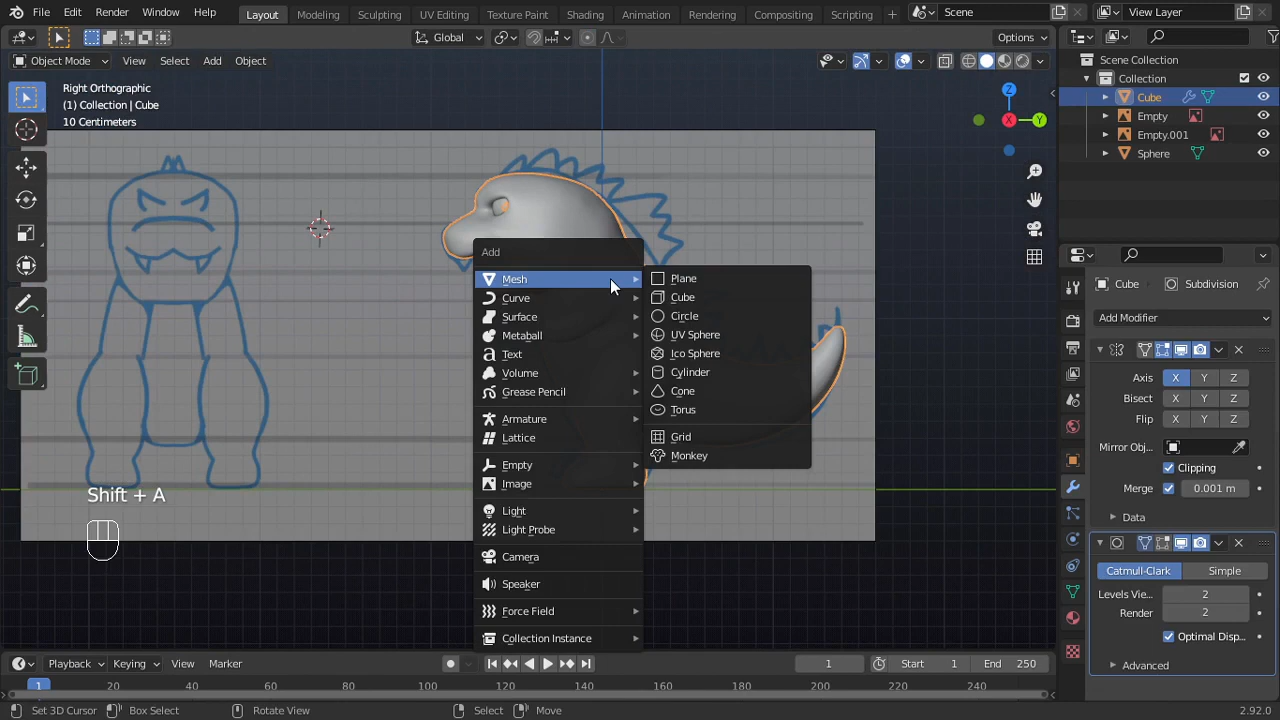 File Edit Render Window Help Layout Modeling Sculpting UV Editing Texture Paint Shading Animation Rendering Compositing Scripting + Scene View Layer
Global Options
Object Mode View Select Add Object
Scene Collection
Right Orthographic
Collection
(1) Collection | Cube
Cube
10 Centimeters
Empty
Empty.001
Sphere
Z
X
Y
Add
Mesh
Curve
Surface
Metaball
Text
Volume
Grease Pencil
Armature
Lattice
Empty
Image
Light
Light Probe
Camera
Speaker
Force Field
Collection Instance
Plane
Cube
Circle
UV Sphere
Ico Sphere
Cylinder
Cone
Torus
Grid
Monkey
Shift + A
Cube Subdivision
Add Modifier
Axis X Y Z
Bisect X Y Z
Flip X Y Z
Mirror Obj...
Clipping
Merge 0.001 m
Data
Catmull-Clark Simple
Levels Vie... 2
Render 2
Optimal Disp...
Advanced
Playback Keying View Marker 1 Start 1 End 250
1 20 40 60 80 100 120 140 160 180 200 220 240
Set 3D Cursor Box Select Rotate View Select Move 2.92.0